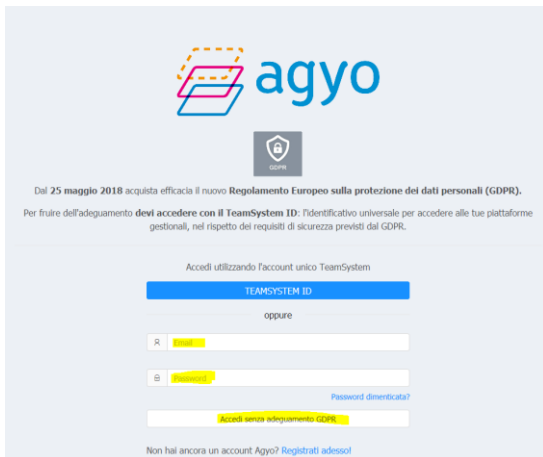 agyo
GDPR
Dal 25 maggio 2018 acquista efficacia il nuovo Regolamento Europeo sulla protezione dei dati personali (GDPR).
Per fruire dell'adeguamento devi accedere con il TeamSystem ID: l'identificativo universale per accedere alle tue piattaforme
gestionali, nel rispetto dei requisiti di sicurezza previsti dal GDPR.
Accedi utilizzando l'account unico TeamSystem
TEAMSYSTEM ID
oppure
Email
Password
Password dimenticata?
Accedi senza adeguamento GDPR
Non hai ancora un account Agyo? Registrati adesso!